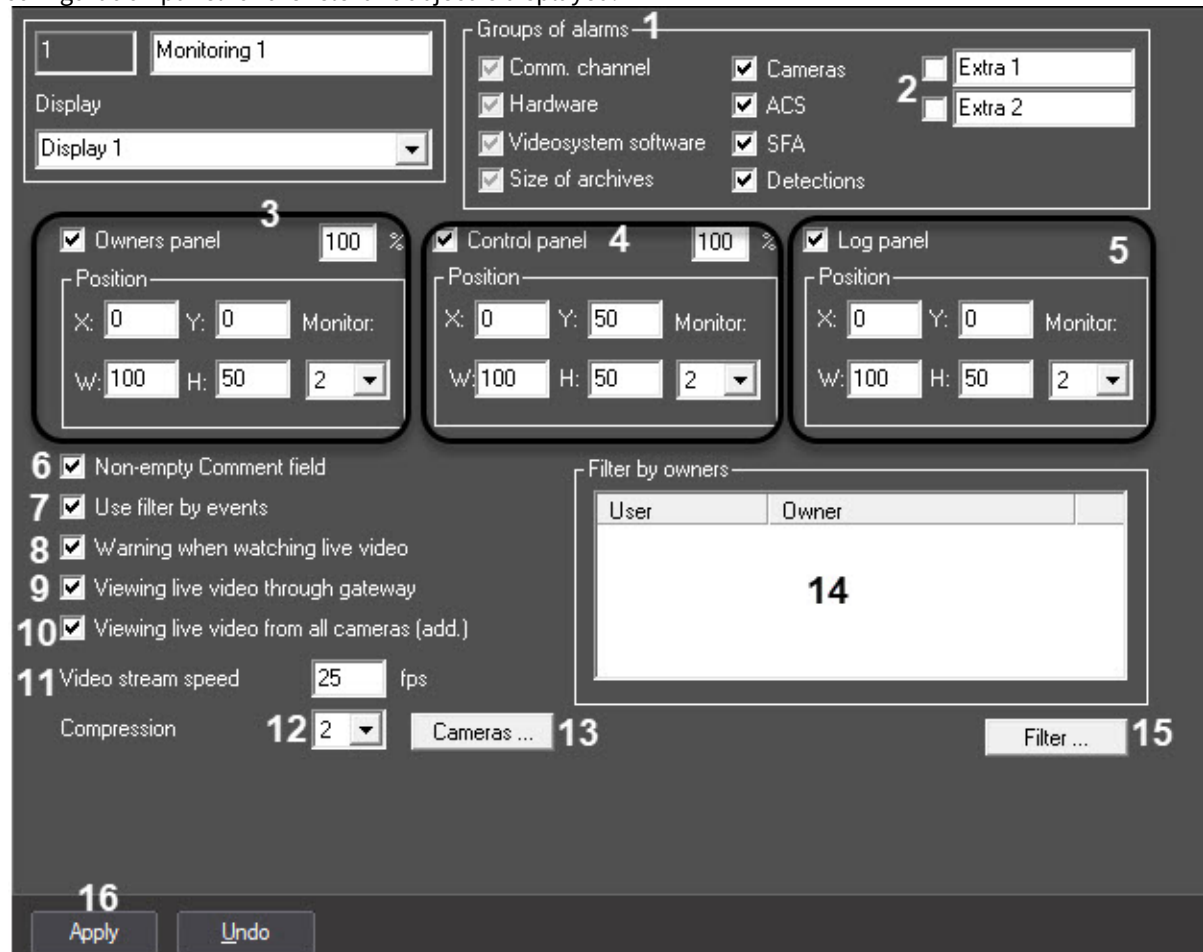 1 Monitoring 1
Display
Display 1
Groups of alarms 1
Comm. channel Cameras Extra 1
2
Hardware ACS Extra 2
Videosystem software SFA
Size of archives Detections
3
Owners panel 100 %
Position
X: 0 Y: 0 Monitor:
W: 100 H: 50 2
Control panel 4 100 %
Position
X: 0 Y: 50 Monitor:
W: 100 H: 50 2
Log panel 5
Position
X: 0 Y: 0 Monitor:
W: 100 H: 50 2
6 Non-empty Comment field
7 Use filter by events
8 Warning when watching live video
9 Viewing live video through gateway
10 Viewing live video from all cameras (add.)
11 Video stream speed 25 fps
Compression 12 2 Cameras ... 13
Filter by owners
User Owner
14
Filter ... 15
16
Apply Undo